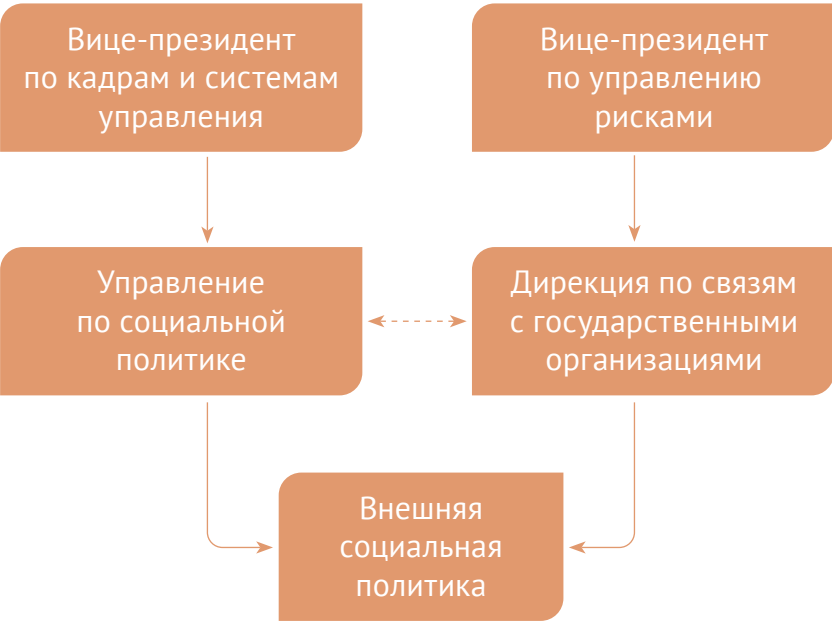 Вице-президент
по кадрам и системам
управления
Вице-президент
по управлению
рисками
Управление
по социальной
политике
Дирекция по связям
с государственными
организациями
Внешняя
социальная
политика